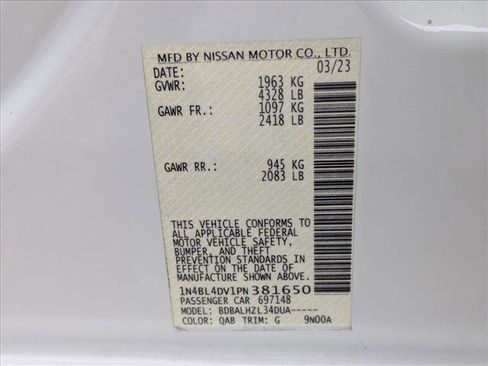 MFD BY NISSAN MOTOR CO., LTD.
DATE: 03/23
GVWR: 1963 KG
4328 LB
GAWR FR.: 1097 KG
2418 LB
GAWR RR.: 945 KG
2083 LB
THIS VEHICLE CONFORMS TO
ALL APPLICABLE FEDERAL
MOTOR VEHICLE SAFETY,
BUMPER, AND THEFT
PREVENTION STANDARDS IN
EFFECT ON THE DATE OF
MANUFACTURE SHOWN ABOVE.
1N4BL4DV1PN381650
PASSENGER CAR 697148
MODEL: BDBALHZL34DUA-----
COLOR: QAB TRIM: G 9N00A